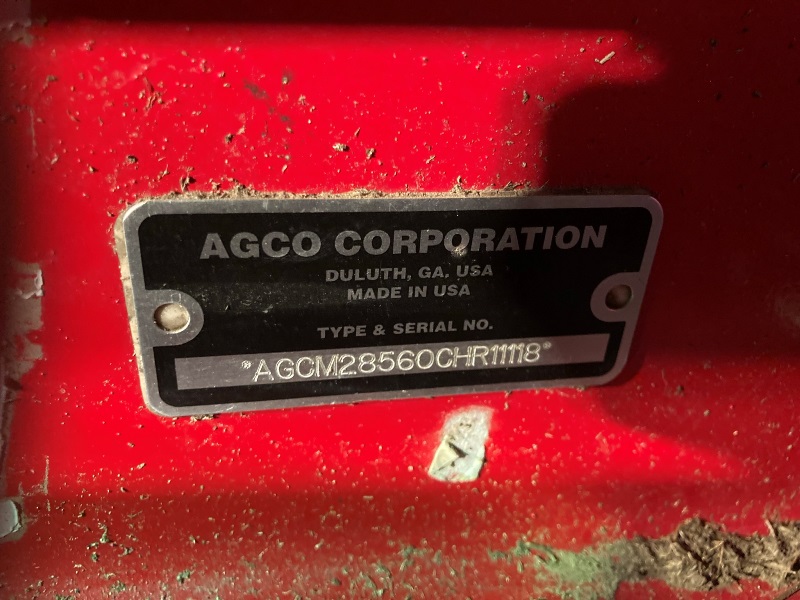 AGCO CORPORATION
DULUTH, GA. USA
MADE IN USA
TYPE & SERIAL NO.
*AGCM28560CHR11118*